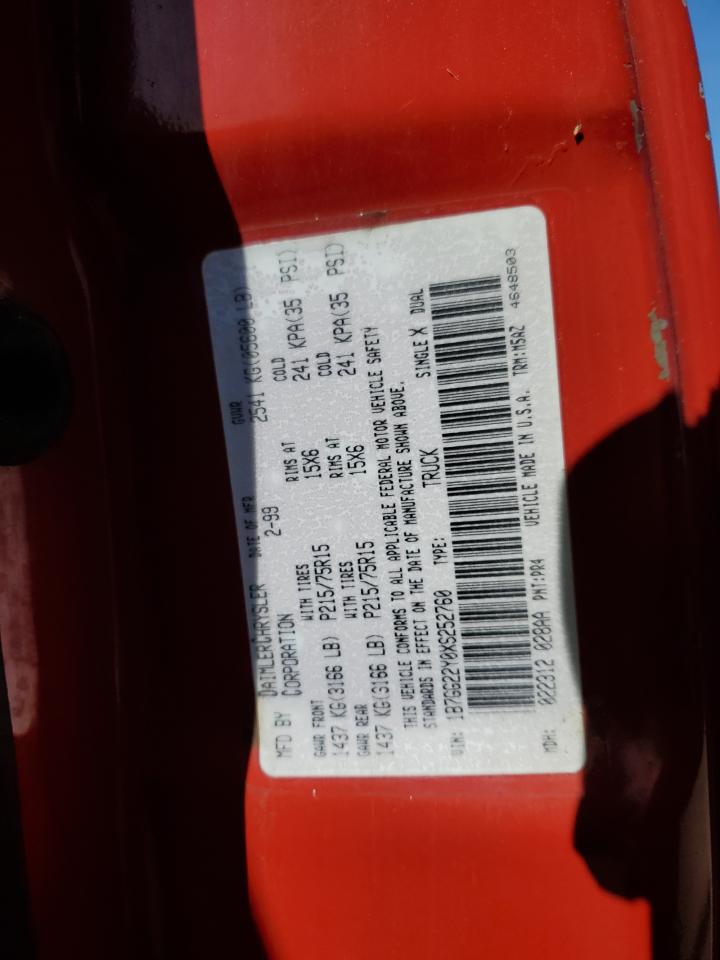 MFD BY DAIMLERCHRYSLER CORPORATION DATE OF MFR 2-99 GVWR 2541 KG(05600 LB)
GAWR FRONT WITH TIRES RIMS AT COLD
1437 KG(3166 LB) P215/75R15 15X6 241 KPA(35 PSI)
GAWR REAR WITH TIRES RIMS AT COLD
1437 KG(3166 LB) P215/75R15 15X6 241 KPA(35 PSI)
THIS VEHICLE CONFORMS TO ALL APPLICABLE FEDERAL MOTOR VEHICLE SAFETY
STANDARDS IN EFFECT ON THE DATE OF MANUFACTURE SHOWN ABOVE.
VIN: 1B7GG22Y0XS252760 TYPE: TRUCK SINGLE X DUAL
MDH: 022312 028AA PNT:PR4 VEHICLE MADE IN U.S.A. TRM:M5AZ 4648503